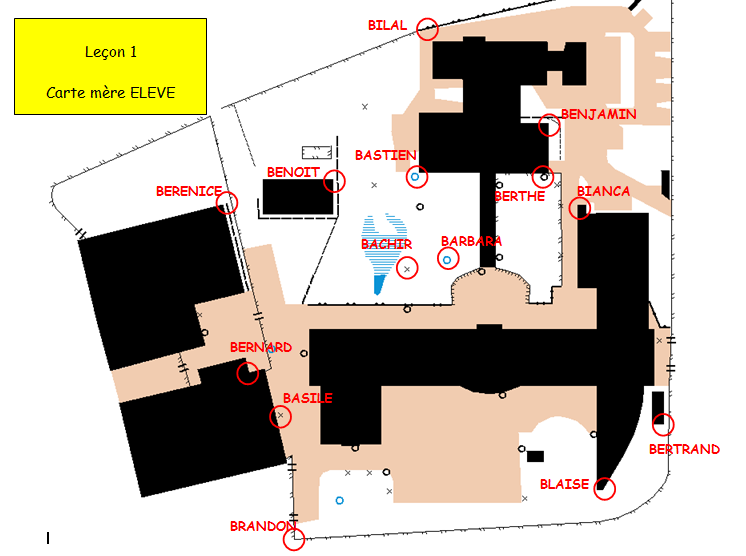 Leçon 1
Carte mère ELEVE
BILAL
BENJAMIN
BASTIEN
BENOIT
BERENICE
BERTHE
BIANCA
BACHIR
BARBARA
BERNARD
BASILE
BERTRAND
BLAISE
BRANDON